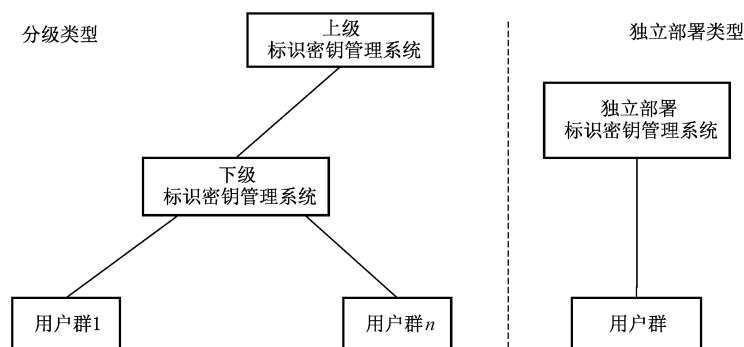 分级类型
上级
标识密钥管理系统
下级
标识密钥管理系统
用户群1
用户群n
独立部署类型
独立部署
标识密钥管理系统
用户群